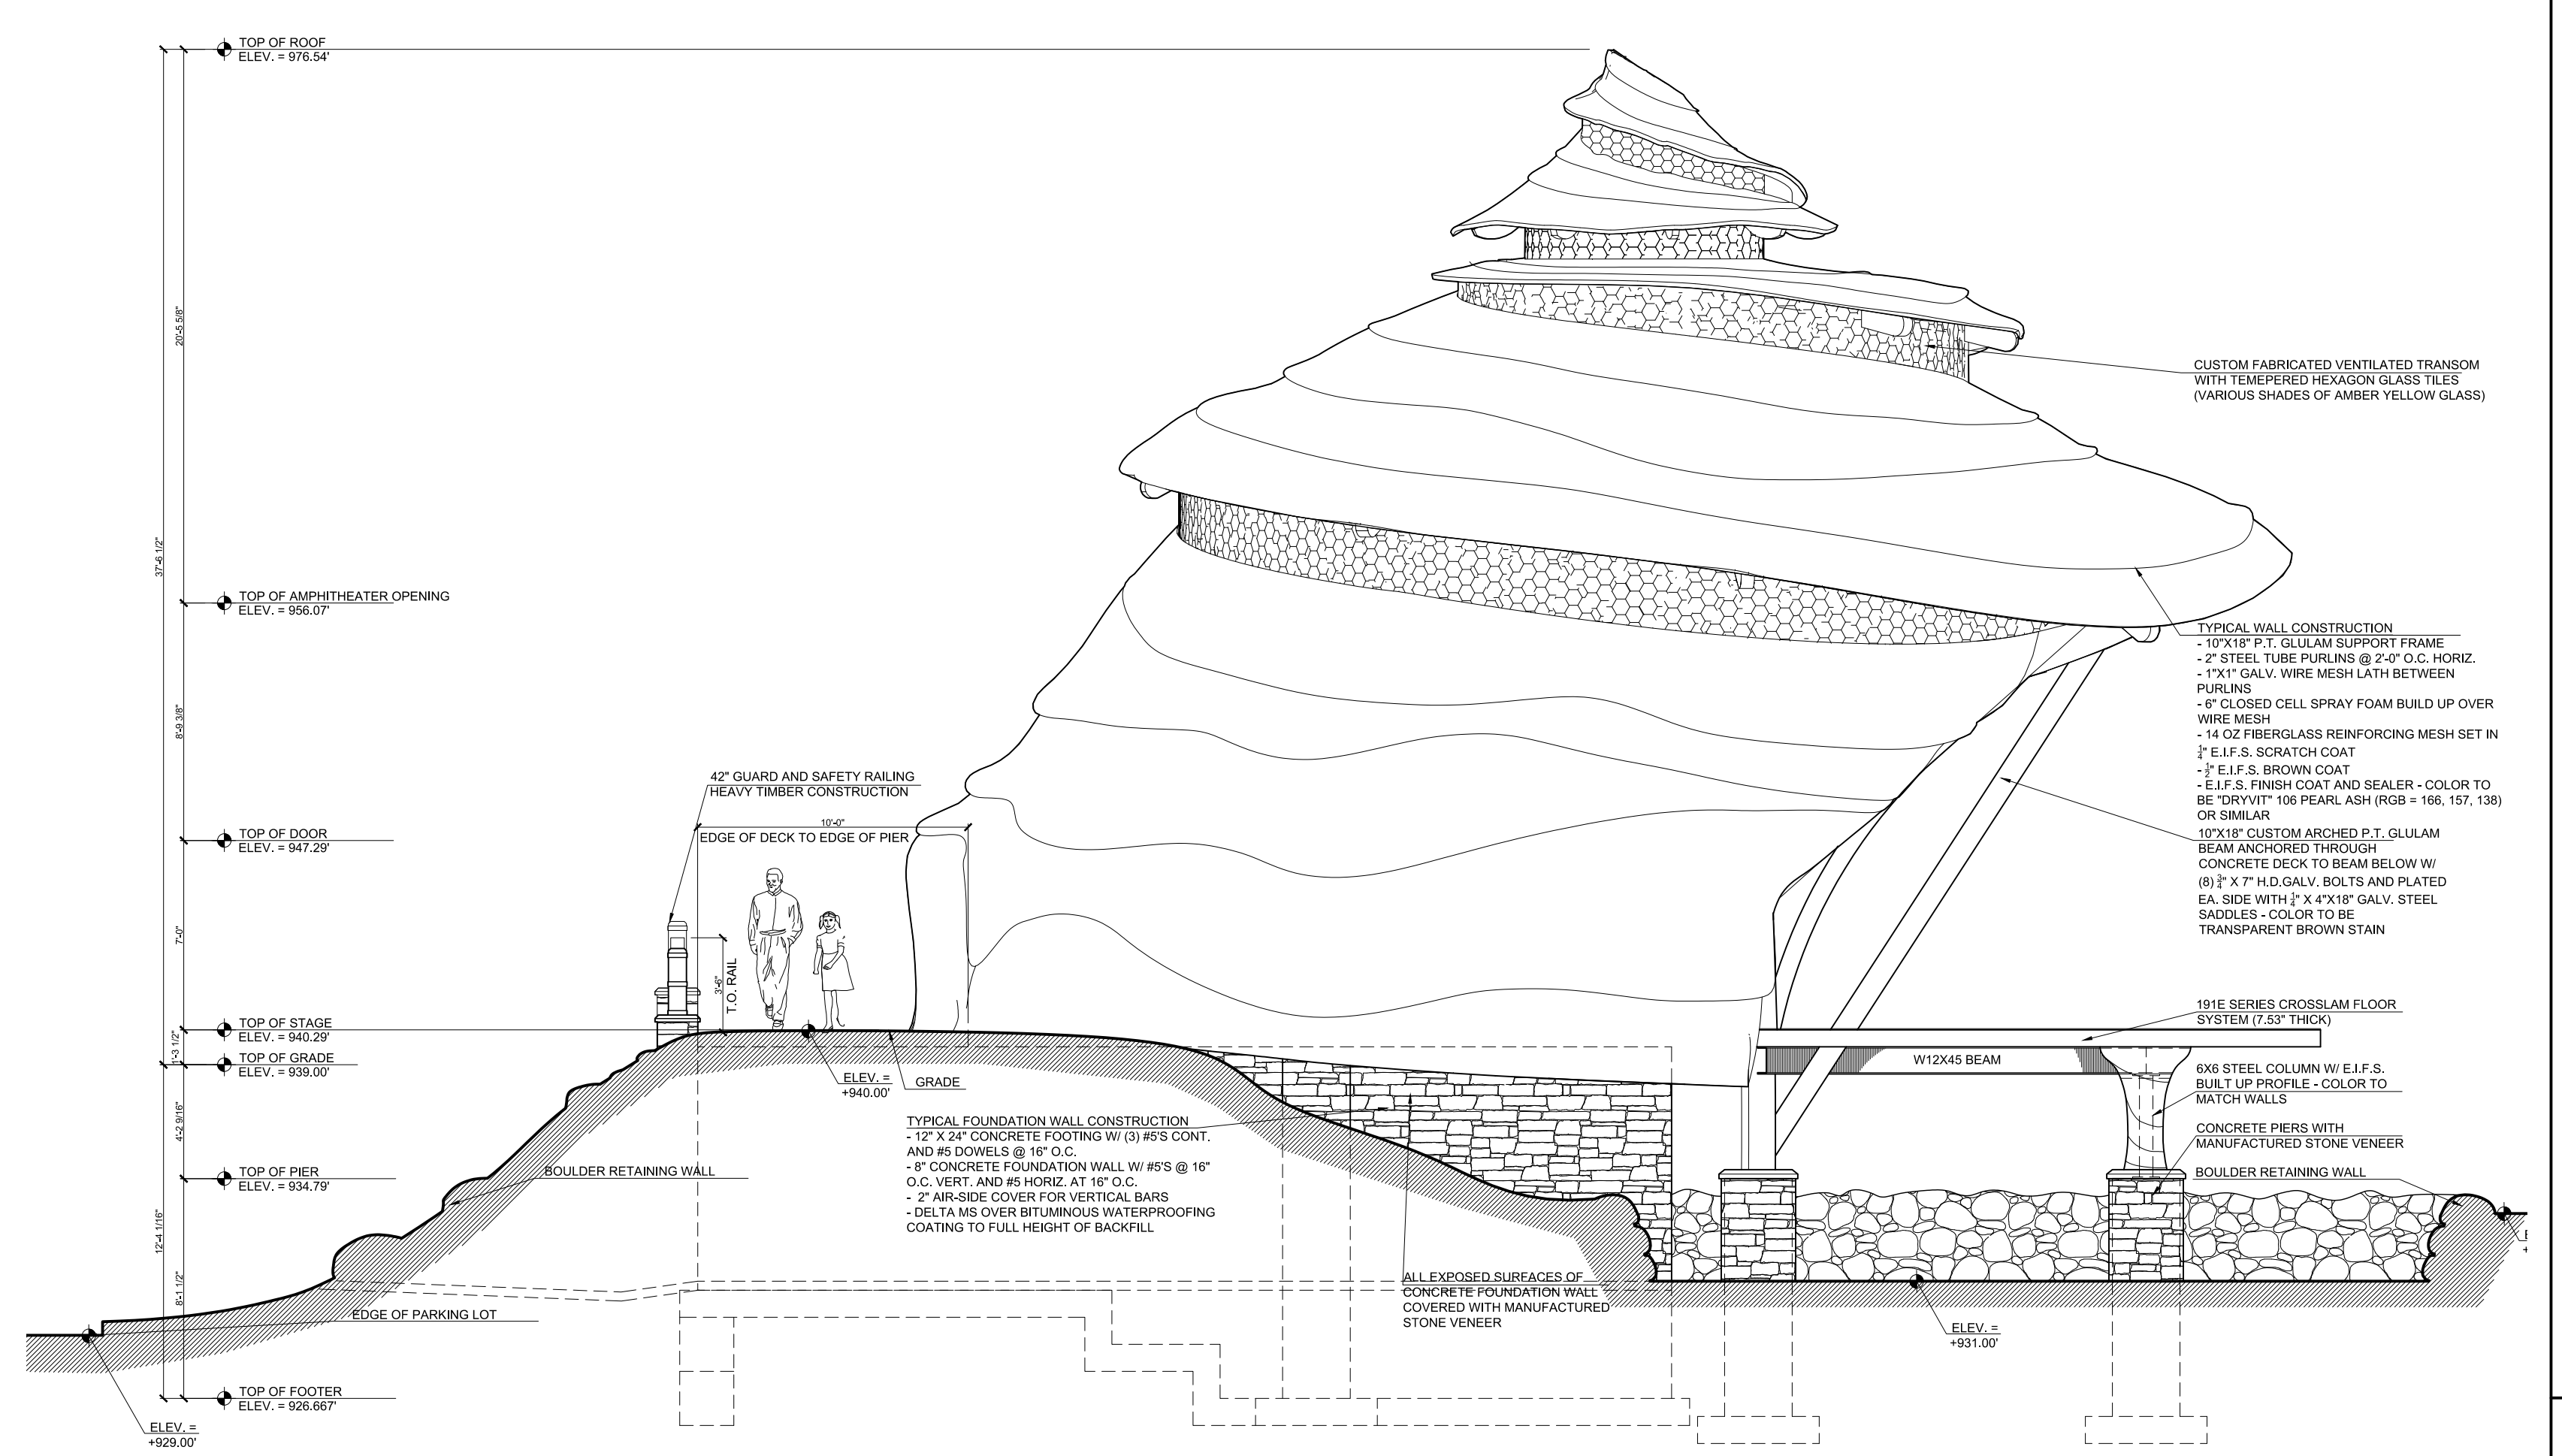 TOP OF ROOF
ELEV. = 976.54'
20'-5 5/8"
37'-6 1/2"
CUSTOM FABRICATED VENTILATED TRANSOM
WITH TEMEPERED HEXAGON GLASS TILES
(VARIOUS SHADES OF AMBER YELLOW GLASS)
TOP OF AMPHITHEATER OPENING
ELEV. = 956.07'
8'-9 3/8"
TYPICAL WALL CONSTRUCTION
- 10"X18" P.T. GLULAM SUPPORT FRAME
- 2" STEEL TUBE PURLINS @ 2'-0" O.C. HORIZ.
- 1"X1" GALV. WIRE MESH LATH BETWEEN
PURLINS
- 6" CLOSED CELL SPRAY FOAM BUILD UP OVER
WIRE MESH
- 14 OZ FIBERGLASS REINFORCING MESH SET IN
1/4" E.I.F.S. SCRATCH COAT
- 1/2" E.I.F.S. BROWN COAT
- E.I.F.S. FINISH COAT AND SEALER - COLOR TO
BE "DRYVIT" 106 PEARL ASH (RGB = 166, 157, 138)
OR SIMILAR
10"X18" CUSTOM ARCHED P.T. GLULAM
BEAM ANCHORED THROUGH
CONCRETE DECK TO BEAM BELOW W/
(8) 3/4" X 7" H.D.GALV. BOLTS AND PLATED
EA. SIDE WITH 1/4" X 4"X18" GALV. STEEL
SADDLES - COLOR TO BE
TRANSPARENT BROWN STAIN
42" GUARD AND SAFETY RAILING
HEAVY TIMBER CONSTRUCTION
10'-0"
EDGE OF DECK TO EDGE OF PIER
TOP OF DOOR
ELEV. = 947.29'
7'-0"
3'-6"
T.O. RAIL
TOP OF STAGE
ELEV. = 940.29'
1'-3 1/2"
TOP OF GRADE
ELEV. = 939.00'
ELEV. =
+940.00'
GRADE
191E SERIES CROSSLAM FLOOR
SYSTEM (7.53" THICK)
W12X45 BEAM
6X6 STEEL COLUMN W/ E.I.F.S.
BUILT UP PROFILE - COLOR TO
MATCH WALLS
CONCRETE PIERS WITH
MANUFACTURED STONE VENEER
BOULDER RETAINING WALL
4'-2 9/16"
TYPICAL FOUNDATION WALL CONSTRUCTION
- 12" X 24" CONCRETE FOOTING W/ (3) #5'S CONT.
AND #5 DOWELS @ 16" O.C.
- 8" CONCRETE FOUNDATION WALL W/ #5'S @ 16"
O.C. VERT. AND #5 HORIZ. AT 16" O.C.
- 2" AIR-SIDE COVER FOR VERTICAL BARS
- DELTA MS OVER BITUMINOUS WATERPROOFING
COATING TO FULL HEIGHT OF BACKFILL
TOP OF PIER
ELEV. = 934.79'
BOULDER RETAINING WALL
12'-4 1/16"
8'-1 1/2"
ALL EXPOSED SURFACES OF
CONCRETE FOUNDATION WALL
COVERED WITH MANUFACTURED
STONE VENEER
EDGE OF PARKING LOT
ELEV. =
+931.00'
TOP OF FOOTER
ELEV. = 926.667'
ELEV. =
+929.00'